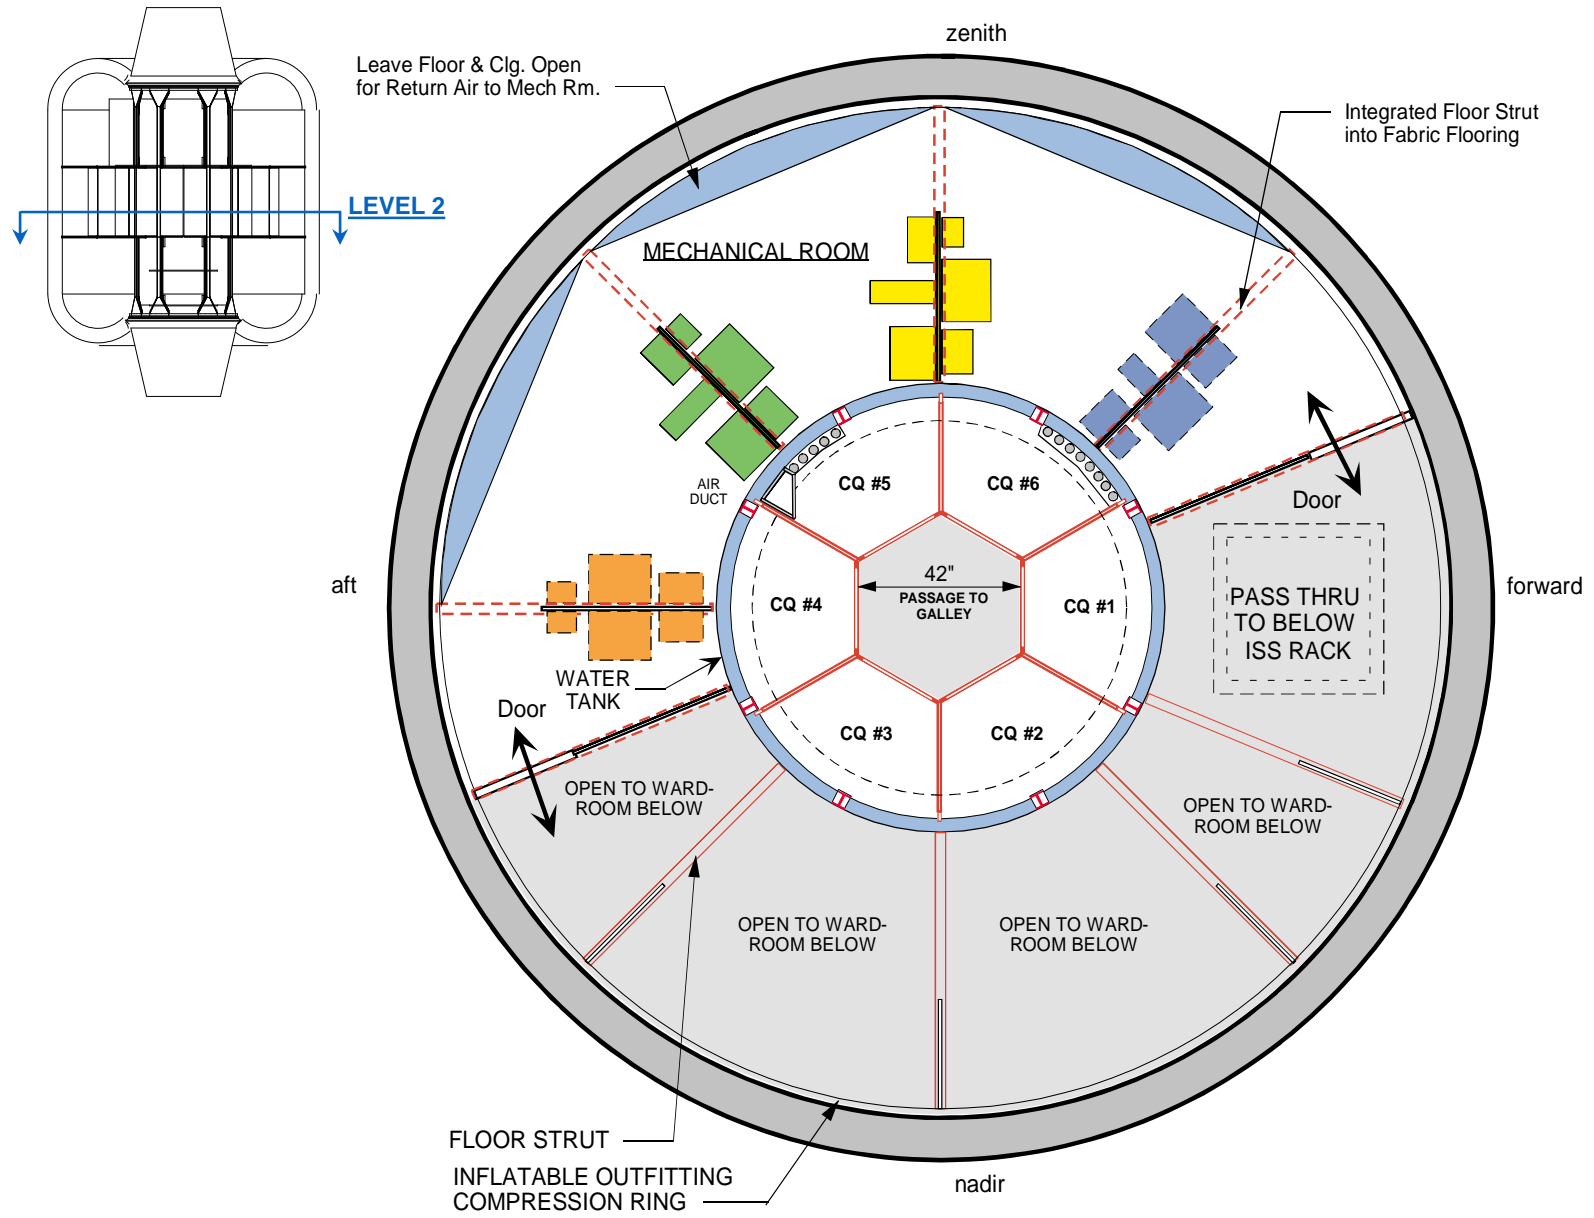 zenith
Leave Floor & Clg. Open
for Return Air to Mech Rm.
Integrated Floor Strut
into Fabric Flooring
LEVEL 2
MECHANICAL ROOM
AIR
DUCT
CQ #5
CQ #6
Door
aft
42"
PASSAGE TO
GALLEY
CQ #4
CQ #1
PASS THRU
TO BELOW
ISS RACK
forward
WATER
TANK
Door
CQ #3
CQ #2
OPEN TO WARD-
ROOM BELOW
OPEN TO WARD-
ROOM BELOW
OPEN TO WARD-
ROOM BELOW
OPEN TO WARD-
ROOM BELOW
FLOOR STRUT
INFLATABLE OUTFITTING
COMPRESSION RING
nadir